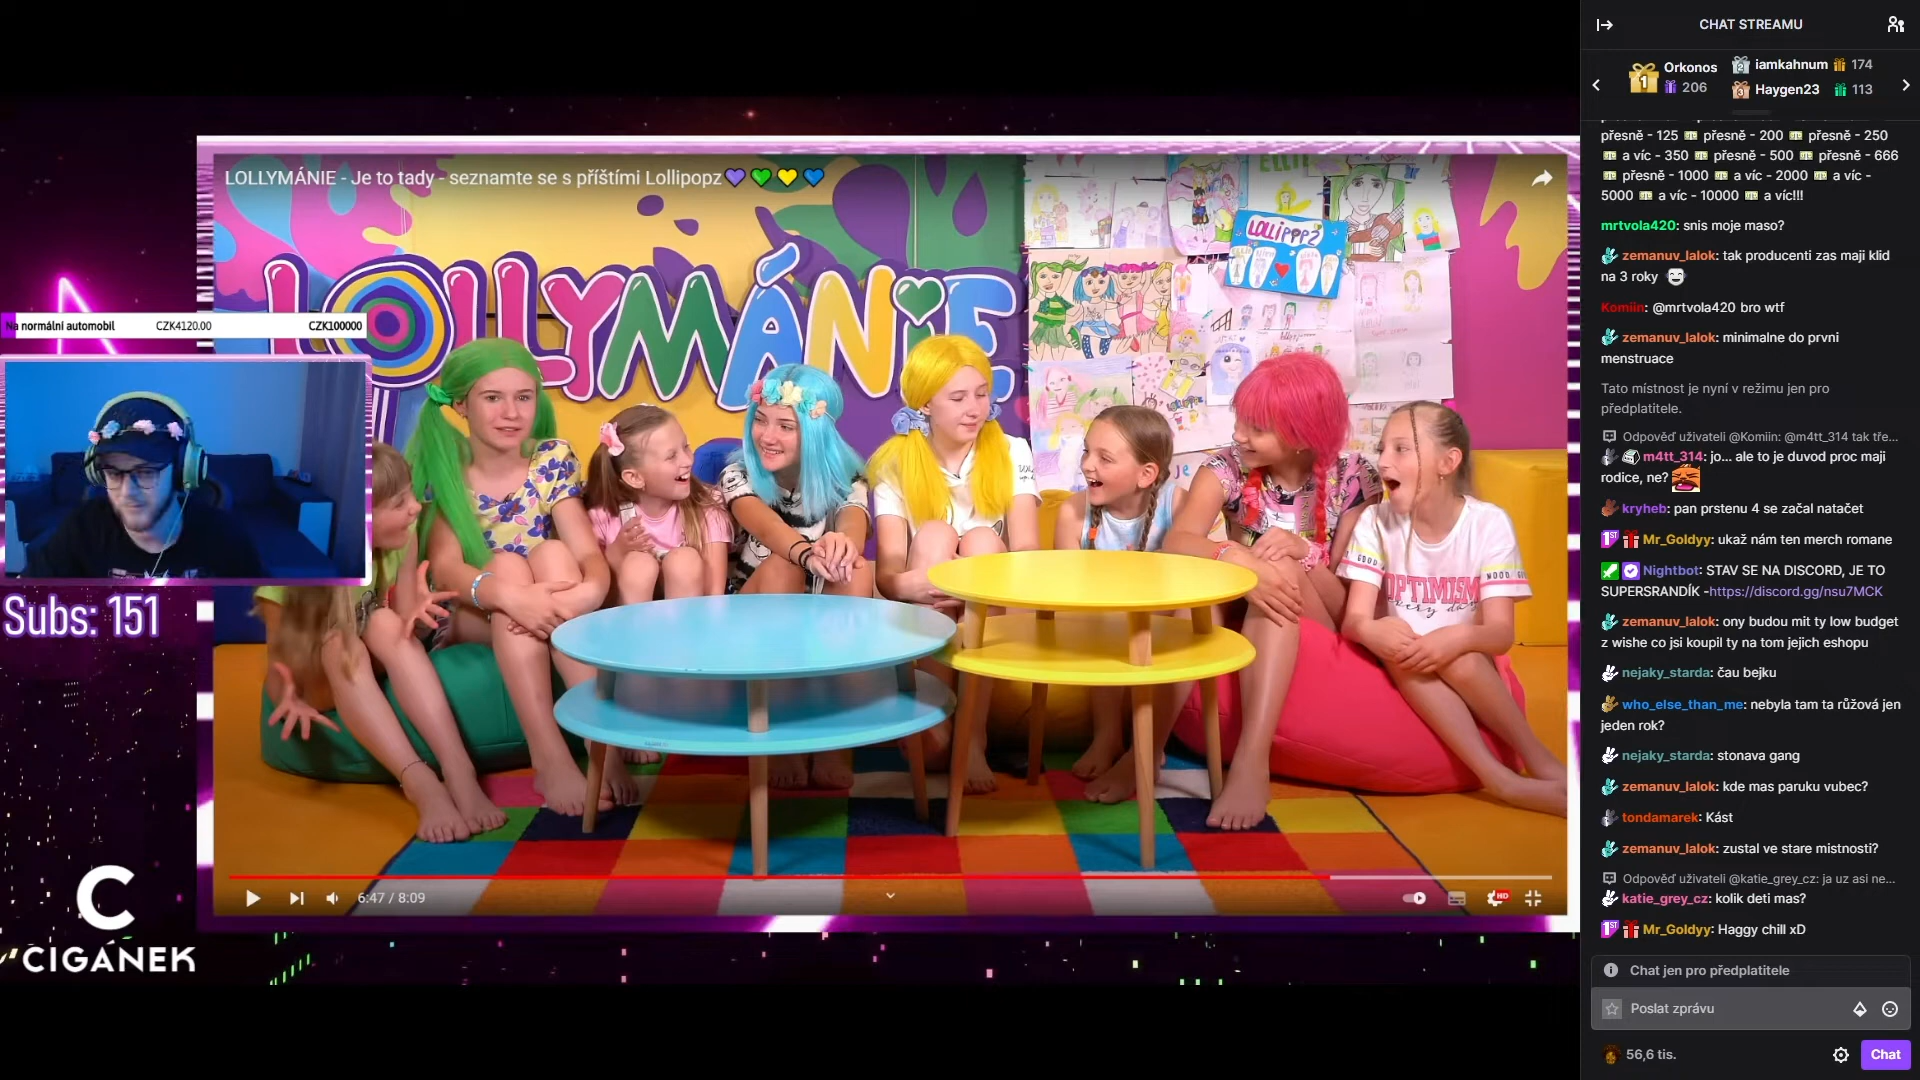 CHAT STREAMU
Orkonos
206
iamkahnum 174
Haygen23 113
přesně - 125 přesně - 200 přesně - 250
a víc - 350 přesně - 500 přesně - 666
přesně - 1000 a víc - 2000 a víc -
5000 a víc - 10000 a víc!!!
mrtvola420: snis moje maso?
zemanuv_lalok: tak producenti zas maji klid
na 3 roky
Komiin: @mrtvola420 bro wtf
zemanuv_lalok: minimalne do prvni
menstruace
Tato místnost je nyní v režimu jen pro
předplatitele.
Odpověď uživateli @Komiin: @m4tt_314 tak tře...
m4tt_314: jo... ale to je duvod proc maji
rodice, ne?
kryheb: pan prstenu 4 se začal natačet
Mr_Goldyy: ukaž nám ten merch romane
Nightbot: STAV SE NA DISCORD, JE TO
SUPERSRANDÍK -https://discord.gg/nsu7MCK
zemanuv_lalok: ony budou mit ty low budget
z wishe co jsi koupil ty na tom jejich eshopu
nejaky_starda: čau bejku
who_else_than_me: nebyla tam ta růžová jen
jeden rok?
nejaky_starda: stonava gang
zemanuv_lalok: kde mas paruku vubec?
tondamarek: Kást
zemanuv_lalok: zustal ve stare mistnosti?
Odpověď uživateli @katie_grey_cz: ja uz asi ne...
katie_grey_cz: kolik deti mas?
Mr_Goldyy: Haggy chill xD
Chat jen pro předplatitele
Poslat zprávu
56,6 tis.
Chat
LOLLYMÁNIE - Je to tady - seznamte se s příštími Lollipopz💜💚💛💙
LOLLYMÁNIE
LOLLIPOPZ
Na normální automobil CZK4120.00 CZK100000
Subs: 151
OPTIMISM
6:47 / 8:09
HD
C
CIGÁNEK